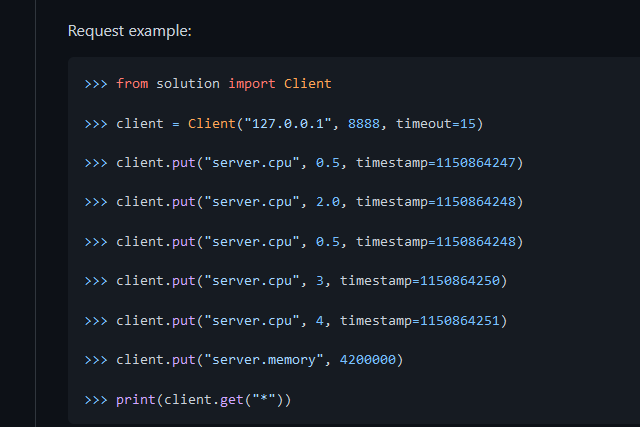 Request example:
>>> from solution import Client
>>> client = Client("127.0.0.1", 8888, timeout=15)
>>> client.put("server.cpu", 0.5, timestamp=1150864247)
>>> client.put("server.cpu", 2.0, timestamp=1150864248)
>>> client.put("server.cpu", 0.5, timestamp=1150864248)
>>> client.put("server.cpu", 3, timestamp=1150864250)
>>> client.put("server.cpu", 4, timestamp=1150864251)
>>> client.put("server.memory", 4200000)
>>> print(client.get("*"))